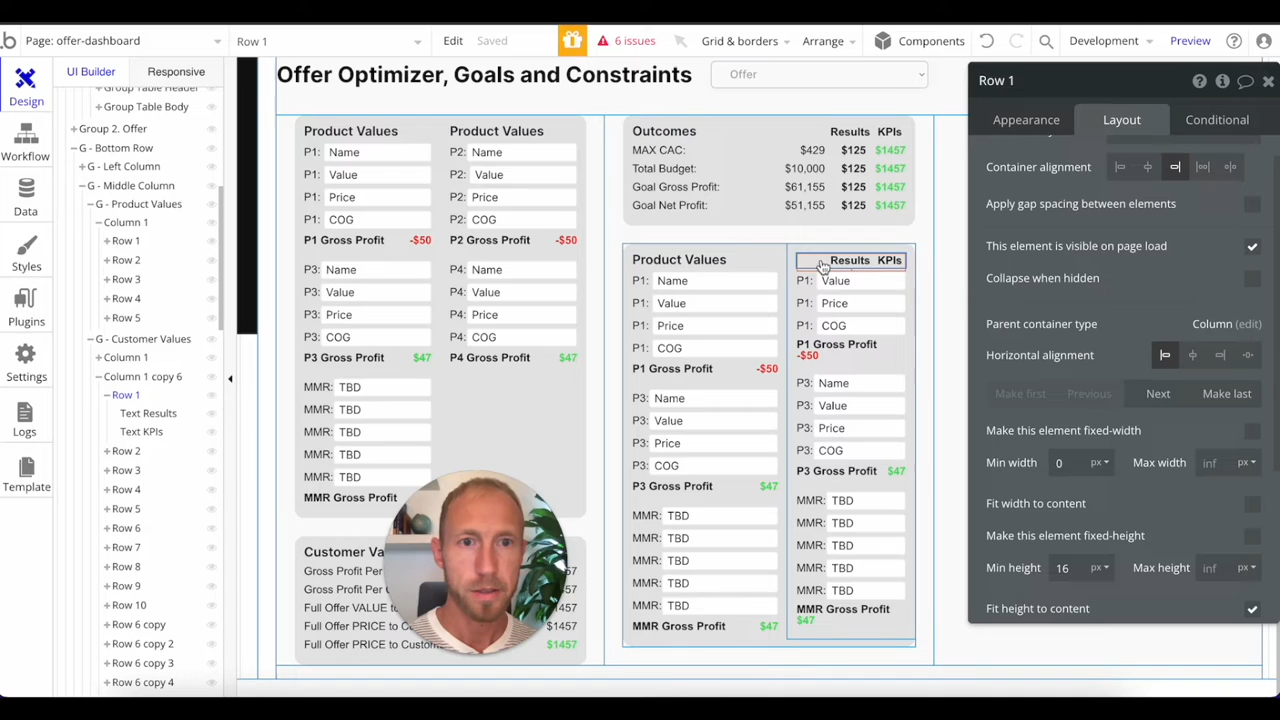 Page: offer-dashboard
Row 1
Edit
Saved
6 issues
Grid & borders
Arrange
Components
Development
Preview
UI Builder
Responsive
Design
Workflow
Data
Styles
Plugins
Settings
Logs
Template
Group Table Header
Group Table Body
Group 2. Offer
G - Bottom Row
G - Left Column
G - Middle Column
G - Product Values
Column 1
Row 1
Row 2
Row 3
Row 4
Row 5
G - Customer Values
Column 1
Column 1 copy 6
Row 1
Text Results
Text KPIs
Row 2
Row 3
Row 4
Row 5
Row 6
Row 7
Row 8
Row 9
Row 10
Row 6 copy
Row 6 copy 2
Row 6 copy 3
Row 6 copy 4
Offer Optimizer, Goals and Constraints
Offer
Product Values
P1: Name
P1: Value
P1: Price
P1: COG
P1 Gross Profit -$50
P3: Name
P3: Value
P3: Price
P3: COG
P3 Gross Profit $47
MMR: TBD
MMR: TBD
MMR: TBD
MMR: TBD
MMR: TBD
MMR Gross Profit
Product Values
P2: Name
P2: Value
P2: Price
P2: COG
P2 Gross Profit -$50
P4: Name
P4: Value
P4: Price
P4: COG
P4 Gross Profit $47
Customer Va
Gross Profit Per
Gross Profit Per
Full Offer VALUE to
Full Offer PRICE to Cu $1457
Full Offer PRICE to Custom $1457
Outcomes Results KPIs
MAX CAC: $429 $125 $1457
Total Budget: $10,000 $125 $1457
Goal Gross Profit: $61,155 $125 $1457
Goal Net Profit: $51,155 $125 $1457
Product Values
P1: Name
P1: Value
P1: Price
P1: COG
P1 Gross Profit -$50
P3: Name
P3: Value
P3: Price
P3: COG
P3 Gross Profit $47
MMR: TBD
MMR: TBD
MMR: TBD
MMR: TBD
MMR: TBD
MMR Gross Profit $47
Results KPIs
P1: Value
P1: Price
P1: COG
P1 Gross Profit
-$50
P3: Name
P3: Value
P3: Price
P3: COG
P3 Gross Profit $47
MMR: TBD
MMR: TBD
MMR: TBD
MMR: TBD
MMR: TBD
MMR Gross Profit
$47
Row 1
Appearance
Layout
Conditional
Container alignment
Apply gap spacing between elements
This element is visible on page load
Collapse when hidden
Parent container type Column (edit)
Horizontal alignment
Make first
Previous
Next
Make last
Make this element fixed-width
Min width 0 px Max width inf px
Fit width to content
Make this element fixed-height
Min height 16 px Max height inf px
Fit height to content